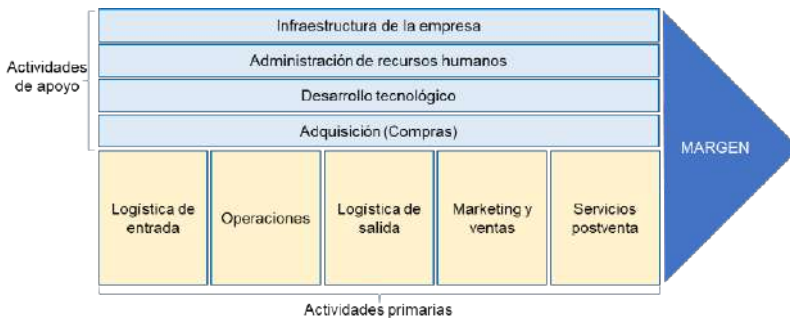 Infraestructura de la empresa
Actividades
de apoyo
Administración de recursos humanos
Desarrollo tecnológico
Adquisición (Compras)
MARGEN
Logística de
entrada
Operaciones
Logística de
salida
Marketing y
ventas
Servicios
postventa
Actividades primarias